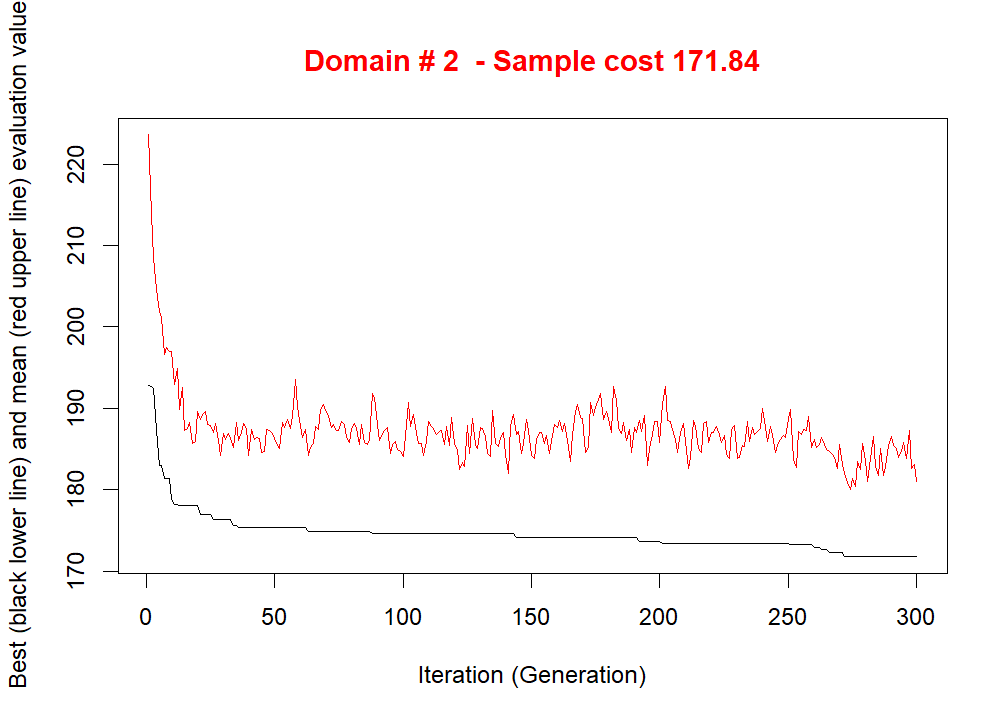 Domain # 2  - Sample cost 171.84
Best (black lower line) and mean (red upper line) evaluation value
220
210
200
190
180
170
0 50 100 150 200 250 300
Iteration (Generation)